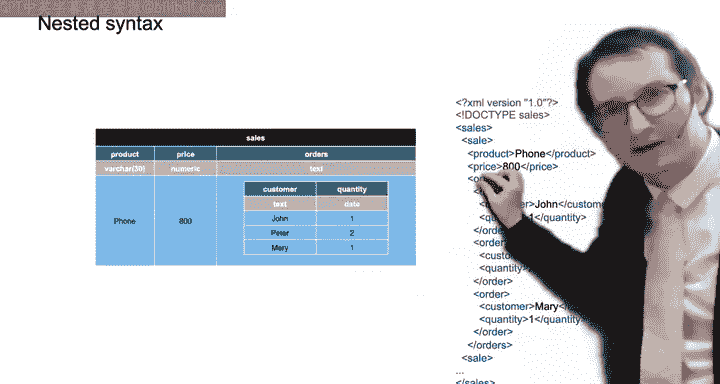 Nested syntax
sales
product price orders
varchar(30) numeric text
customer quantity
text date
John 1
Phone 800
Peter 2
Mary 1
<?xml version "1.0"?>
<!DOCTYPE sales>
<sales>
<sale>
<product>Phone</product>
<price>800</price>
>John</custome
1</quantity>
</order>
<order>
<custo
<quantity>
</order>
<order>
<customer>Mary
<quantity>1</quantity>
</order>
</orders>
<sale>
...
</sales>